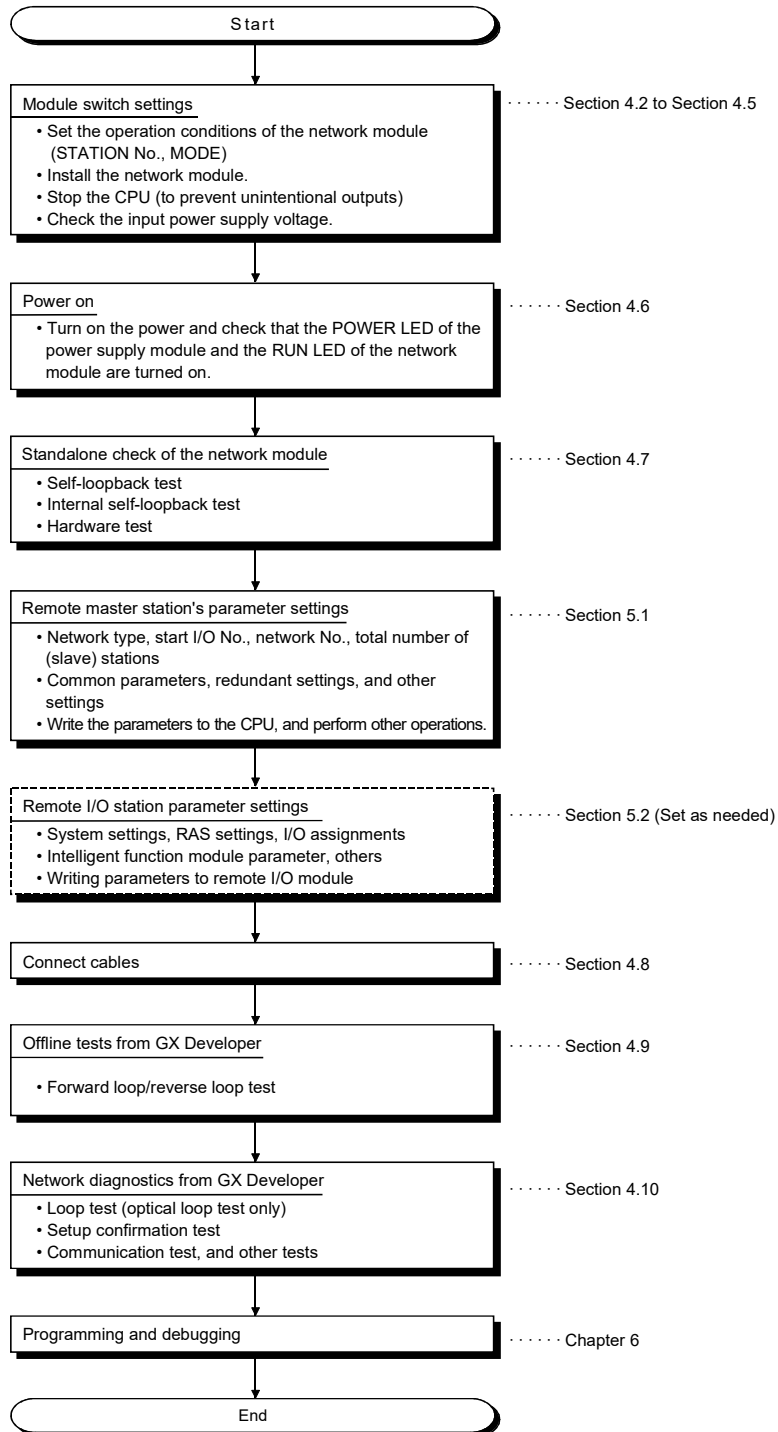 Start
Module switch settings
· · · · · · Section 4.2 to Section 4.5
• Set the operation conditions of the network module
(STATION No., MODE)
• Install the network module.
• Stop the CPU (to prevent unintentional outputs)
• Check the input power supply voltage.
Power on
· · · · · · Section 4.6
• Turn on the power and check that the POWER LED of the
power supply module and the RUN LED of the network
module are turned on.
Standalone check of the network module
· · · · · · Section 4.7
• Self-loopback test
• Internal self-loopback test
• Hardware test
Remote master station's parameter settings
· · · · · · Section 5.1
• Network type, start I/O No., network No., total number of
(slave) stations
• Common parameters, redundant settings, and other
settings
• Write the parameters to the CPU, and perform other operations.
Remote I/O station parameter settings
· · · · · · Section 5.2 (Set as needed)
• System settings, RAS settings, I/O assignments
• Intelligent function module parameter, others
• Writing parameters to remote I/O module
Connect cables
· · · · · · Section 4.8
Offline tests from GX Developer
· · · · · · Section 4.9
• Forward loop/reverse loop test
Network diagnostics from GX Developer
· · · · · · Section 4.10
• Loop test (optical loop test only)
• Setup confirmation test
• Communication test, and other tests
Programming and debugging
· · · · · · Chapter 6
End